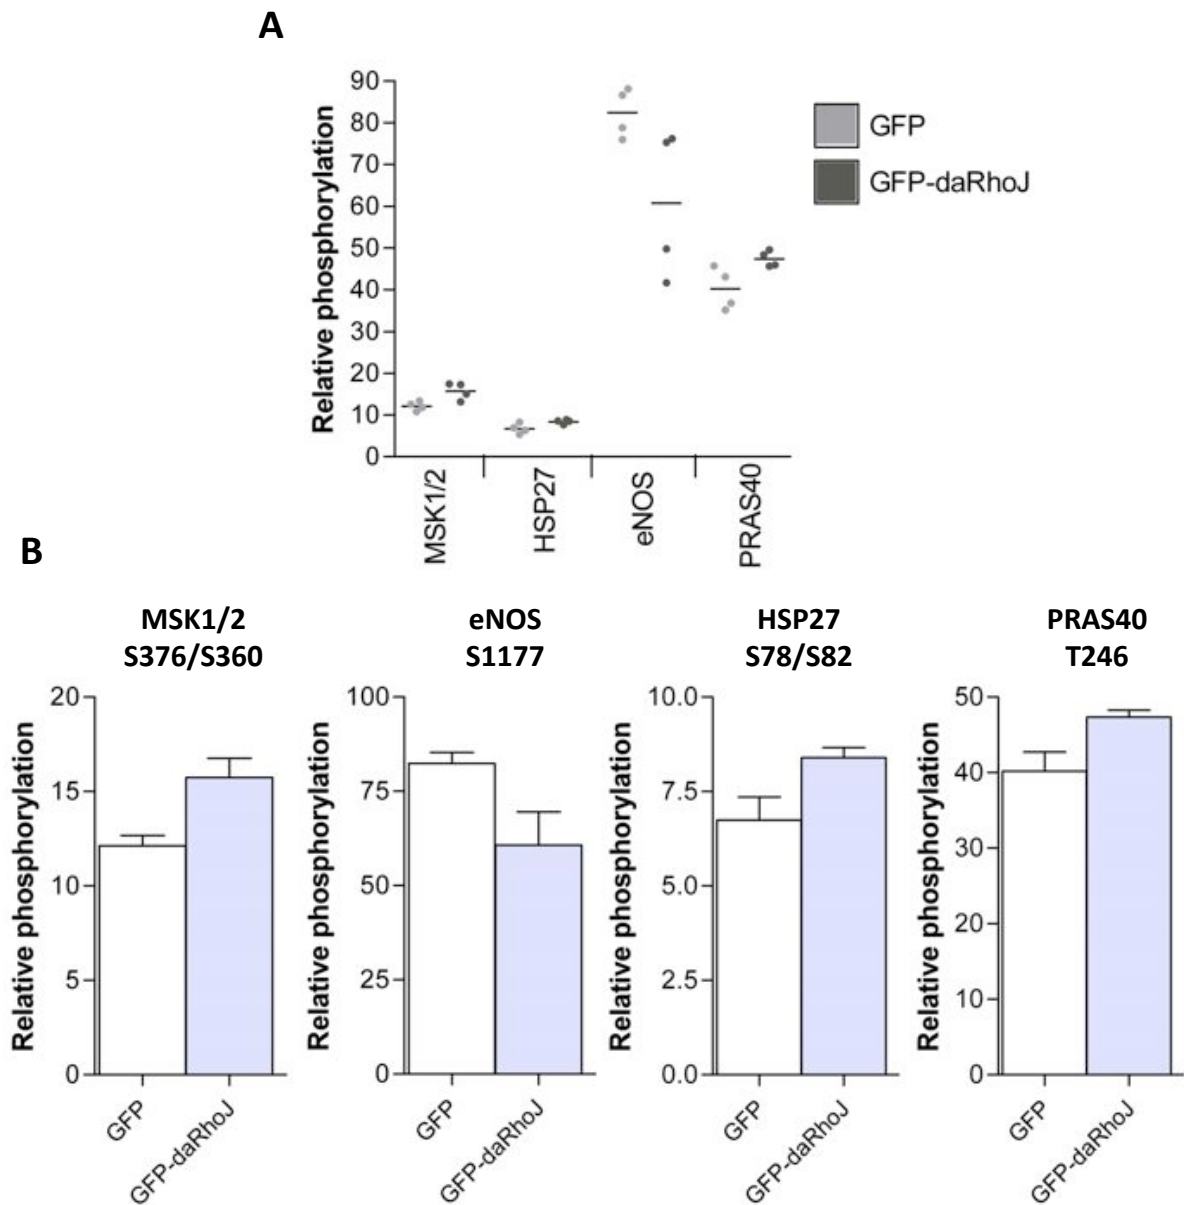 A
Relative phosphorylation
90
80
70
60
50
40
30
20
10
0
MSK1/2
HSP27
eNOS
PRAS40
GFP
GFP-daRhoJ
B
MSK1/2
S376/S360
Relative phosphorylation
20
15
10
5
0
GFP
GFP-daRhoJ
eNOS
S1177
Relative phosphorylation
100
75
50
25
0
GFP
GFP-daRhoJ
HSP27
S78/S82
Relative phosphorylation
10.0
7.5
5.0
2.5
0.0
GFP
GFP-daRhoJ
PRAS40
T246
Relative phosphorylation
50
40
30
20
10
0
GFP
GFP-daRhoJ